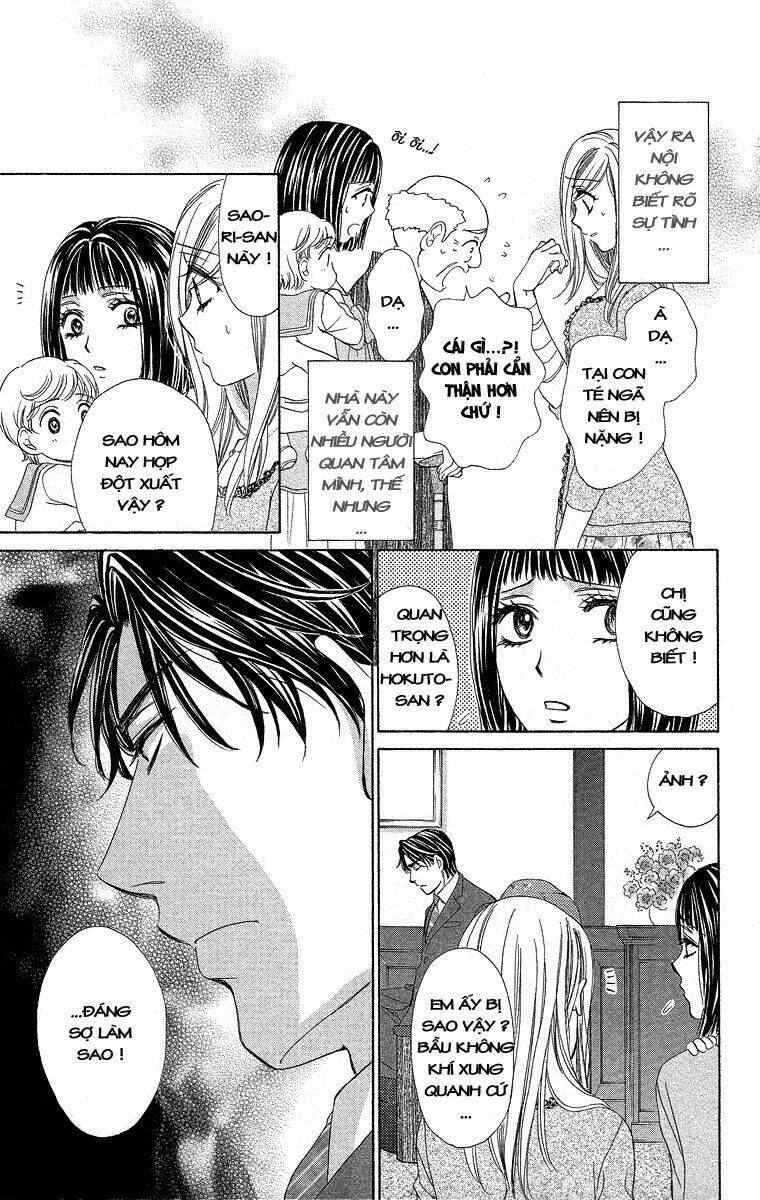 VẬY RA
NỘI
KHÔNG
BIẾT RÕ
SỰ TÌNH
...
À
DẠ
...
TẠI CON
TÉ NGÃ
NÊN BỊ
NẶNG !
ôi ôi...!
CÁI GÌ...?!
CON PHẢI CẨN
THẬN HƠN
CHỨ !
DẠ
...
NHÀ NÀY
VẪN CÒN
NHIỀU NGƯỜI
QUAN TÂM
MÌNH, THẾ
NHƯNG
...
SAO-
RI-SAN
NÀY !
SAO HÔM
NAY HỌP
ĐỘT XUẤT
VẬY ?
CHỊ
CŨNG
KHÔNG
BIẾT !
QUAN
TRỌNG
HƠN LÀ
HOKUTO-
SAN ?
ẢNH ?
EM ẤY BỊ
SAO VẬY ?
BẦU KHÔNG
KHÍ XUNG
QUANH CỨ
...
...ĐÁNG
SỢ LÀM
SAO !